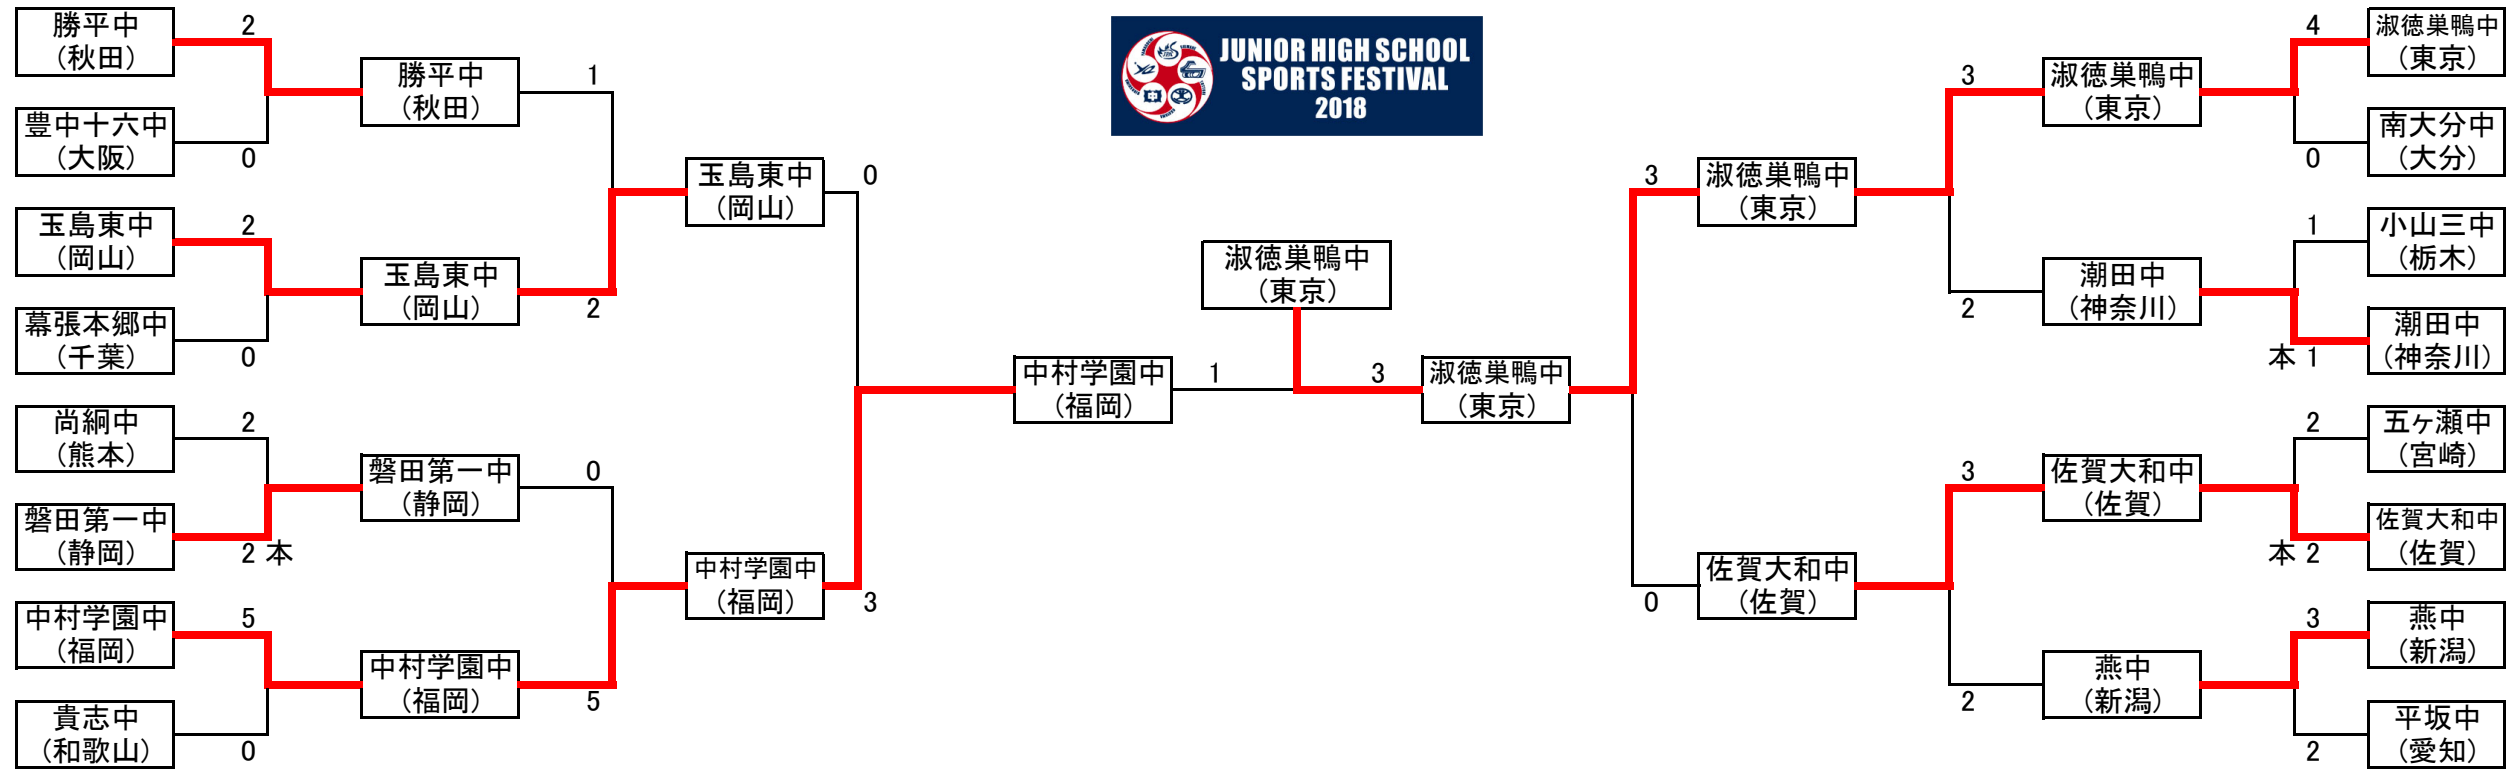 勝平中
(秋田)
2
豊中十六中
(大阪)
0
玉島東中
(岡山)
2
幕張本郷中
(千葉)
0
尚絅中
(熊本)
2
磐田第一中
(静岡)
2 本
中村学園中
(福岡)
5
貴志中
(和歌山)
0
勝平中
(秋田)
1
玉島東中
(岡山)
2
磐田第一中
(静岡)
0
中村学園中
(福岡)
5
玉島東中
(岡山)
0
中村学園中
(福岡)
3
中村学園中
(福岡)
1
JUNIOR HIGH SCHOOL
SPORTS FESTIVAL
2018
淑徳巣鴨中
(東京)
3
淑徳巣鴨中
(東京)
3
淑徳巣鴨中
(東京)
0
佐賀大和中
(佐賀)
3
淑徳巣鴨中
(東京)
2
潮田中
(神奈川)
3
佐賀大和中
(佐賀)
2
燕中
(新潟)
4
淑徳巣鴨中
(東京)
0
南大分中
(大分)
1
小山三中
(栃木)
本 1
潮田中
(神奈川)
2
五ヶ瀬中
(宮崎)
本 2
佐賀大和中
(佐賀)
3
燕中
(新潟)
2
平坂中
(愛知)